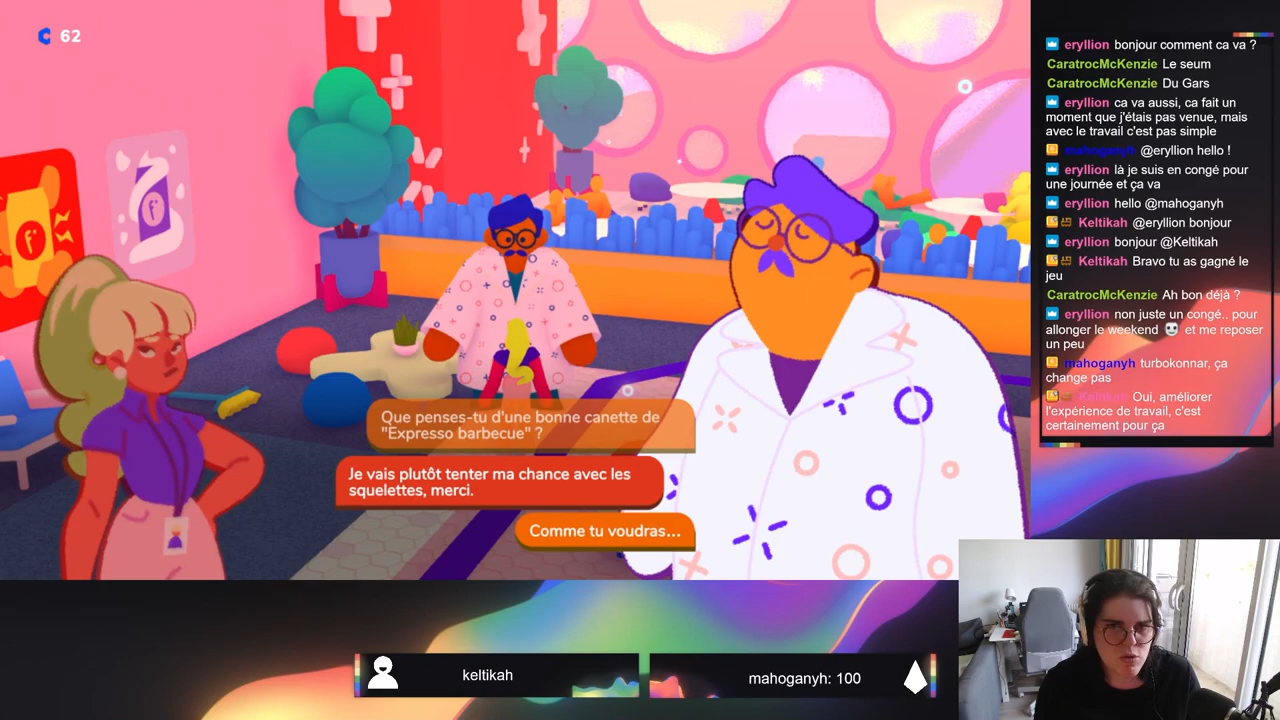 62
Que penses-tu d'une bonne canette de
"Expresso barbecue" ?
Je vais plutôt tenter ma chance avec les
squelettes, merci.
Comme tu voudras...
eryllion bonjour comment ca va ?
CaratrocMcKenzie Le seum
CaratrocMcKenzie Du Gars
eryllion ca va aussi, ca fait un
moment que j'étais pas venue, mais
avec le travail c'est pas simple
mahoganyh @eryllion hello !
eryllion là je suis en congé pour
une journée et ça va
eryllion hello @mahoganyh
Keltikah @eryllion bonjour
eryllion bonjour @Keltikah
Keltikah Bravo tu as gagné le
jeu
CaratrocMcKenzie Ah bon déjà ?
eryllion non juste un congé.. pour
allonger le weekend 💀 et me reposer
un peu
mahoganyh turbokonnar, ça
change pas
Keltikah Oui, améliorer
l'expérience de travail, c'est
certainement pour ça
keltikah
mahoganyh: 100